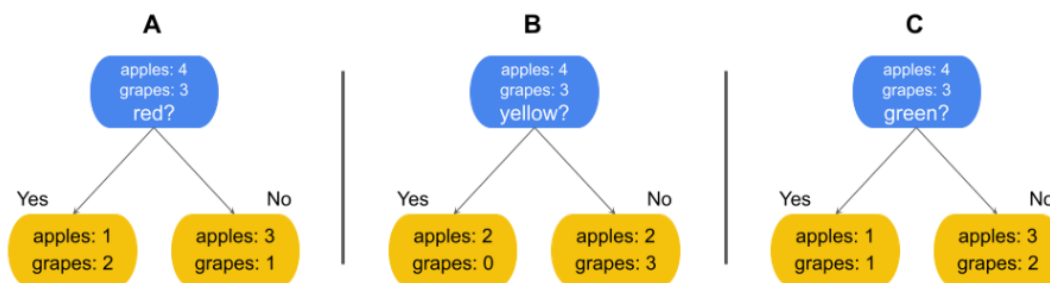 A
apples: 4
grapes: 3
red?
Yes
No
apples: 1
grapes: 2
apples: 3
grapes: 1
B
apples: 4
grapes: 3
yellow?
Yes
No
apples: 2
grapes: 0
apples: 2
grapes: 3
C
apples: 4
grapes: 3
green?
Yes
No
apples: 1
grapes: 1
apples: 3
grapes: 2